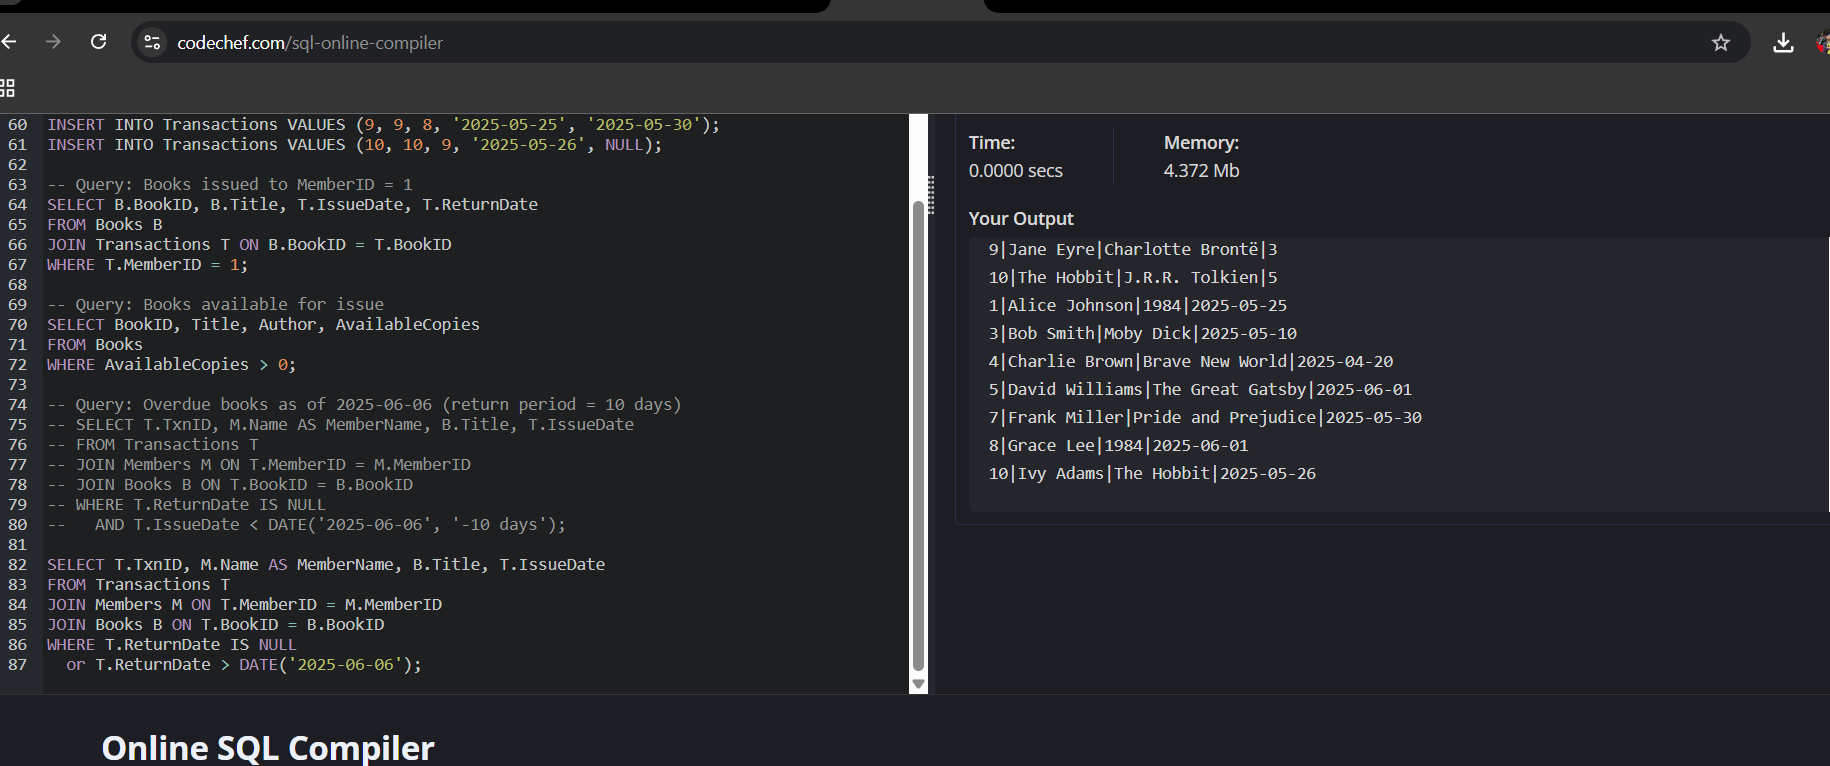 codechef.com/sql-online-compiler
60 INSERT INTO Transactions VALUES (9, 9, 8, '2025-05-25', '2025-05-30');
61 INSERT INTO Transactions VALUES (10, 10, 9, '2025-05-26', NULL);
62
63 -- Query: Books issued to MemberID = 1
64 SELECT B.BookID, B.Title, T.IssueDate, T.ReturnDate
65 FROM Books B
66 JOIN Transactions T ON B.BookID = T.BookID
67 WHERE T.MemberID = 1;
68
69 -- Query: Books available for issue
70 SELECT BookID, Title, Author, AvailableCopies
71 FROM Books
72 WHERE AvailableCopies > 0;
73
74 -- Query: Overdue books as of 2025-06-06 (return period = 10 days)
75 -- SELECT T.TxnID, M.Name AS MemberName, B.Title, T.IssueDate
76 -- FROM Transactions T
77 -- JOIN Members M ON T.MemberID = M.MemberID
78 -- JOIN Books B ON T.BookID = B.BookID
79 -- WHERE T.ReturnDate IS NULL
80 --   AND T.IssueDate < DATE('2025-06-06', '-10 days');
81
82 SELECT T.TxnID, M.Name AS MemberName, B.Title, T.IssueDate
83 FROM Transactions T
84 JOIN Members M ON T.MemberID = M.MemberID
85 JOIN Books B ON T.BookID = B.BookID
86 WHERE T.ReturnDate IS NULL
87   or T.ReturnDate > DATE('2025-06-06');
Time: Memory:
0.0000 secs 4.372 Mb
Your Output
9|Jane Eyre|Charlotte Brontë|3
10|The Hobbit|J.R.R. Tolkien|5
1|Alice Johnson|1984|2025-05-25
3|Bob Smith|Moby Dick|2025-05-10
4|Charlie Brown|Brave New World|2025-04-20
5|David Williams|The Great Gatsby|2025-06-01
7|Frank Miller|Pride and Prejudice|2025-05-30
8|Grace Lee|1984|2025-06-01
10|Ivy Adams|The Hobbit|2025-05-26
Online SQL Compiler